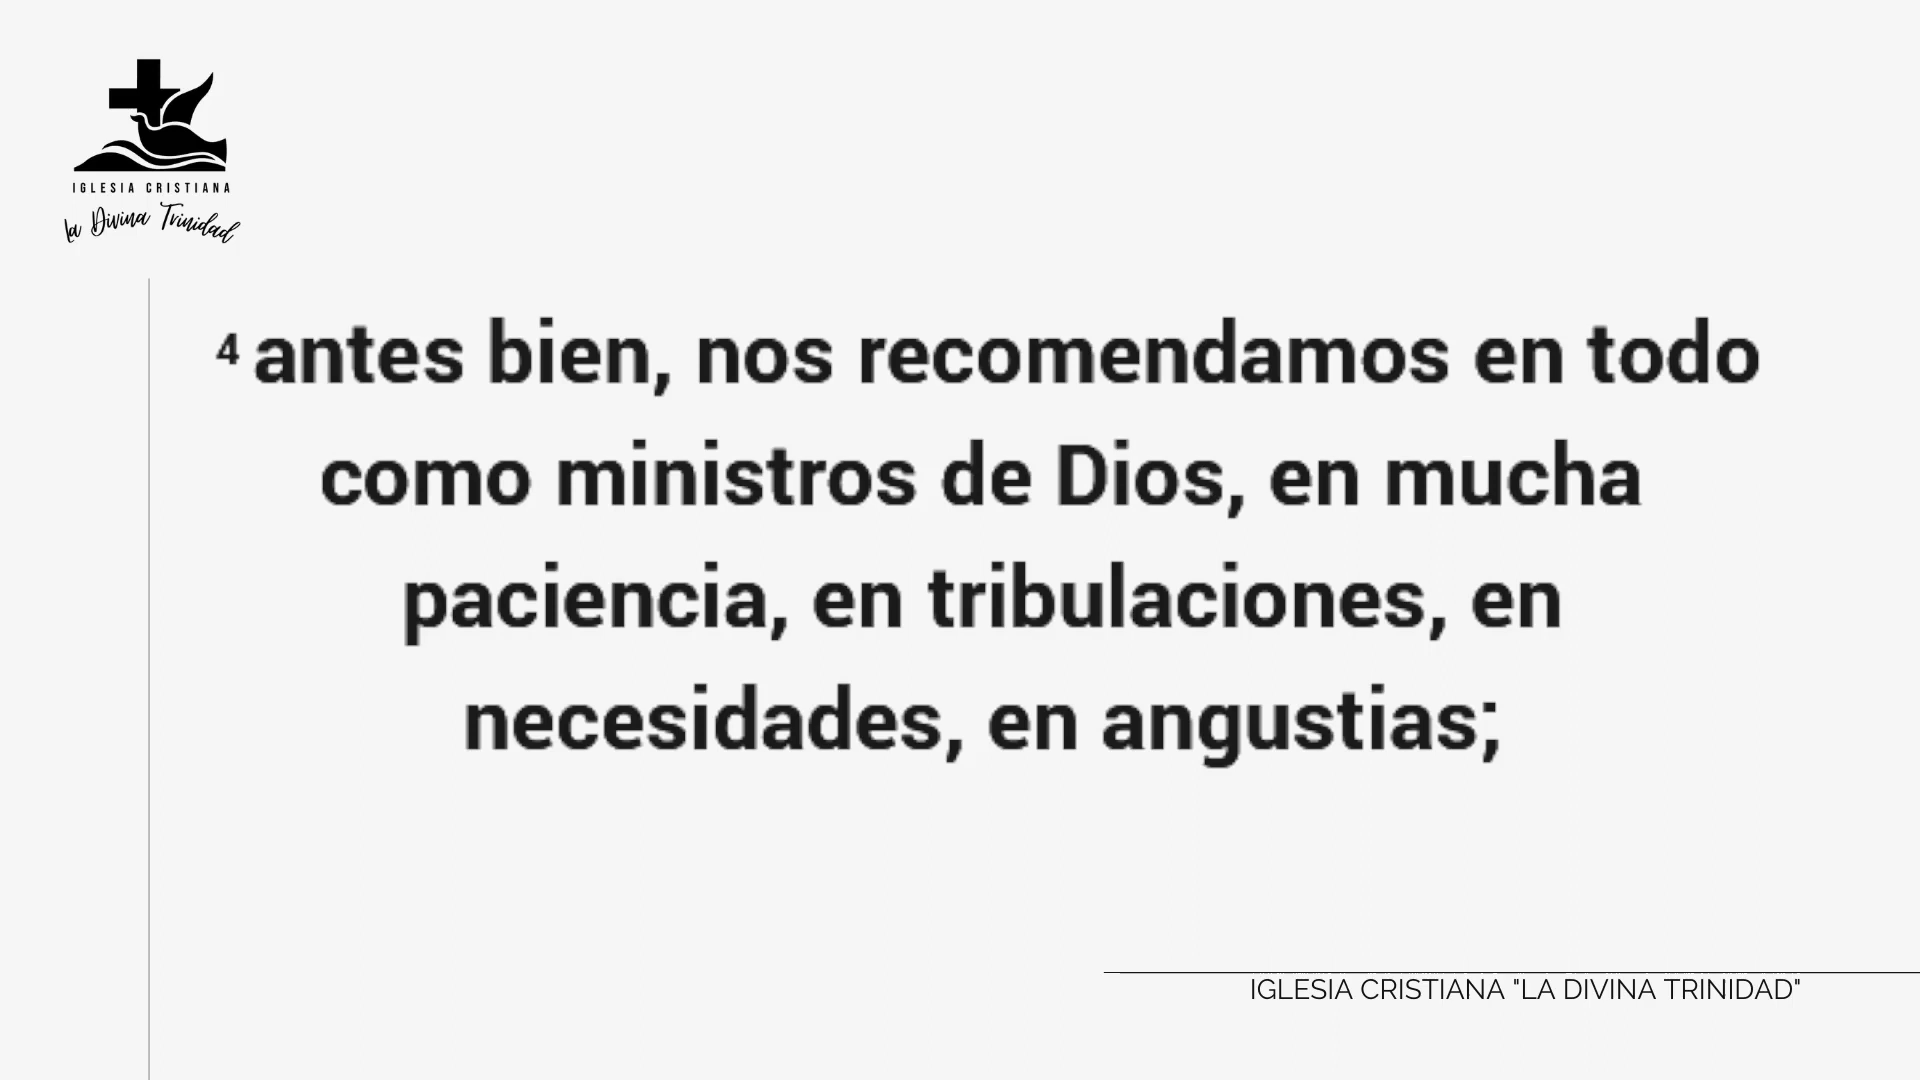 IGLESIA CRISTIANA
La Divina Trinidad
4 antes bien, nos recomendamos en todo
como ministros de Dios, en mucha
paciencia, en tribulaciones, en
necesidades, en angustias;
IGLESIA CRISTIANA "LA DIVINA TRINIDAD"